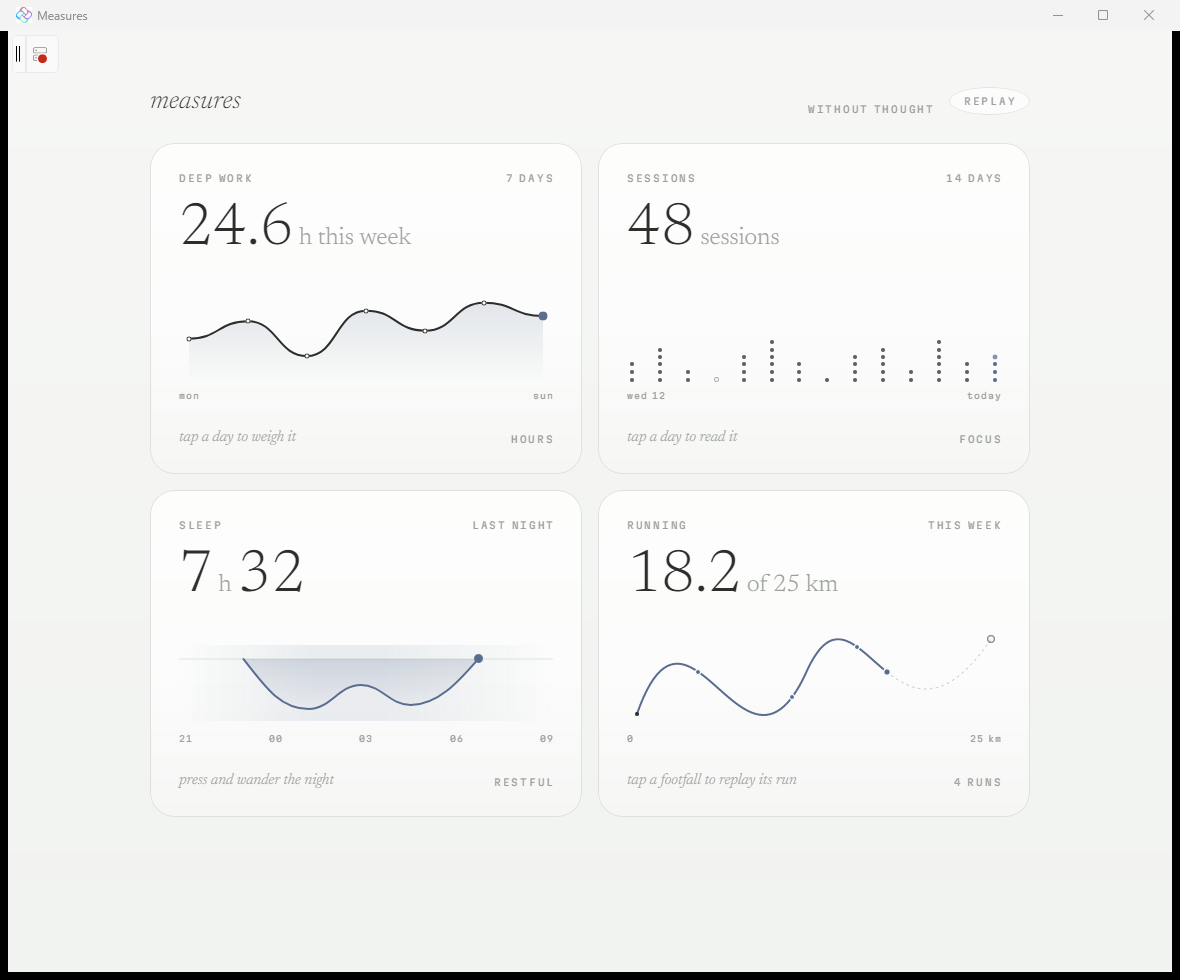 Measures
measures
WITHOUT THOUGHT
REPLAY
DEEP WORK
7 DAYS
24.6 h this week
mon
sun
tap a day to weigh it
HOURS
SESSIONS
14 DAYS
48 sessions
wed 12
today
tap a day to read it
FOCUS
SLEEP
LAST NIGHT
7 h 32
21 00 03 06 09
press and wander the night
RESTFUL
RUNNING
THIS WEEK
18.2 of 25 km
0
25 km
tap a footfall to replay its run
4 RUNS